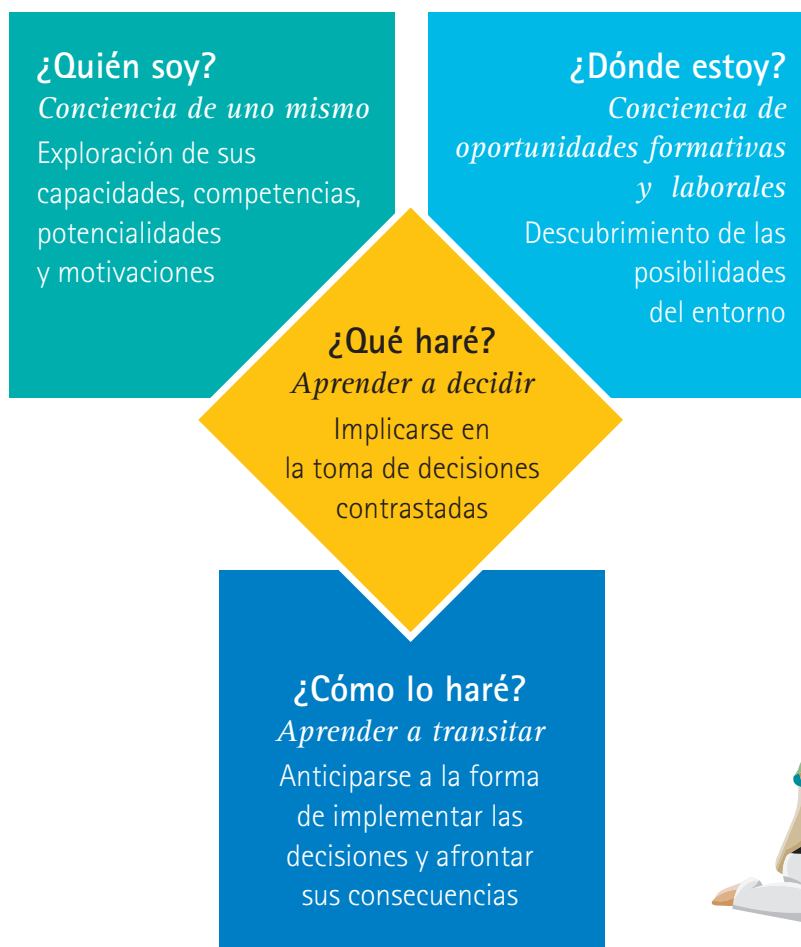 ¿Quién soy?
Conciencia de uno mismo
Exploración de sus
capacidades, competencias,
potencialidades
y motivaciones
¿Dónde estoy?
Conciencia de
oportunidades formativas
y laborales
Descubrimiento de las
posibilidades
del entorno
¿Qué haré?
Aprender a decidir
Implicarse en
la toma de decisiones
contrastadas
¿Cómo lo haré?
Aprender a transitar
Anticiparse a la forma
de implementar las
decisiones y afrontar
sus consecuencias